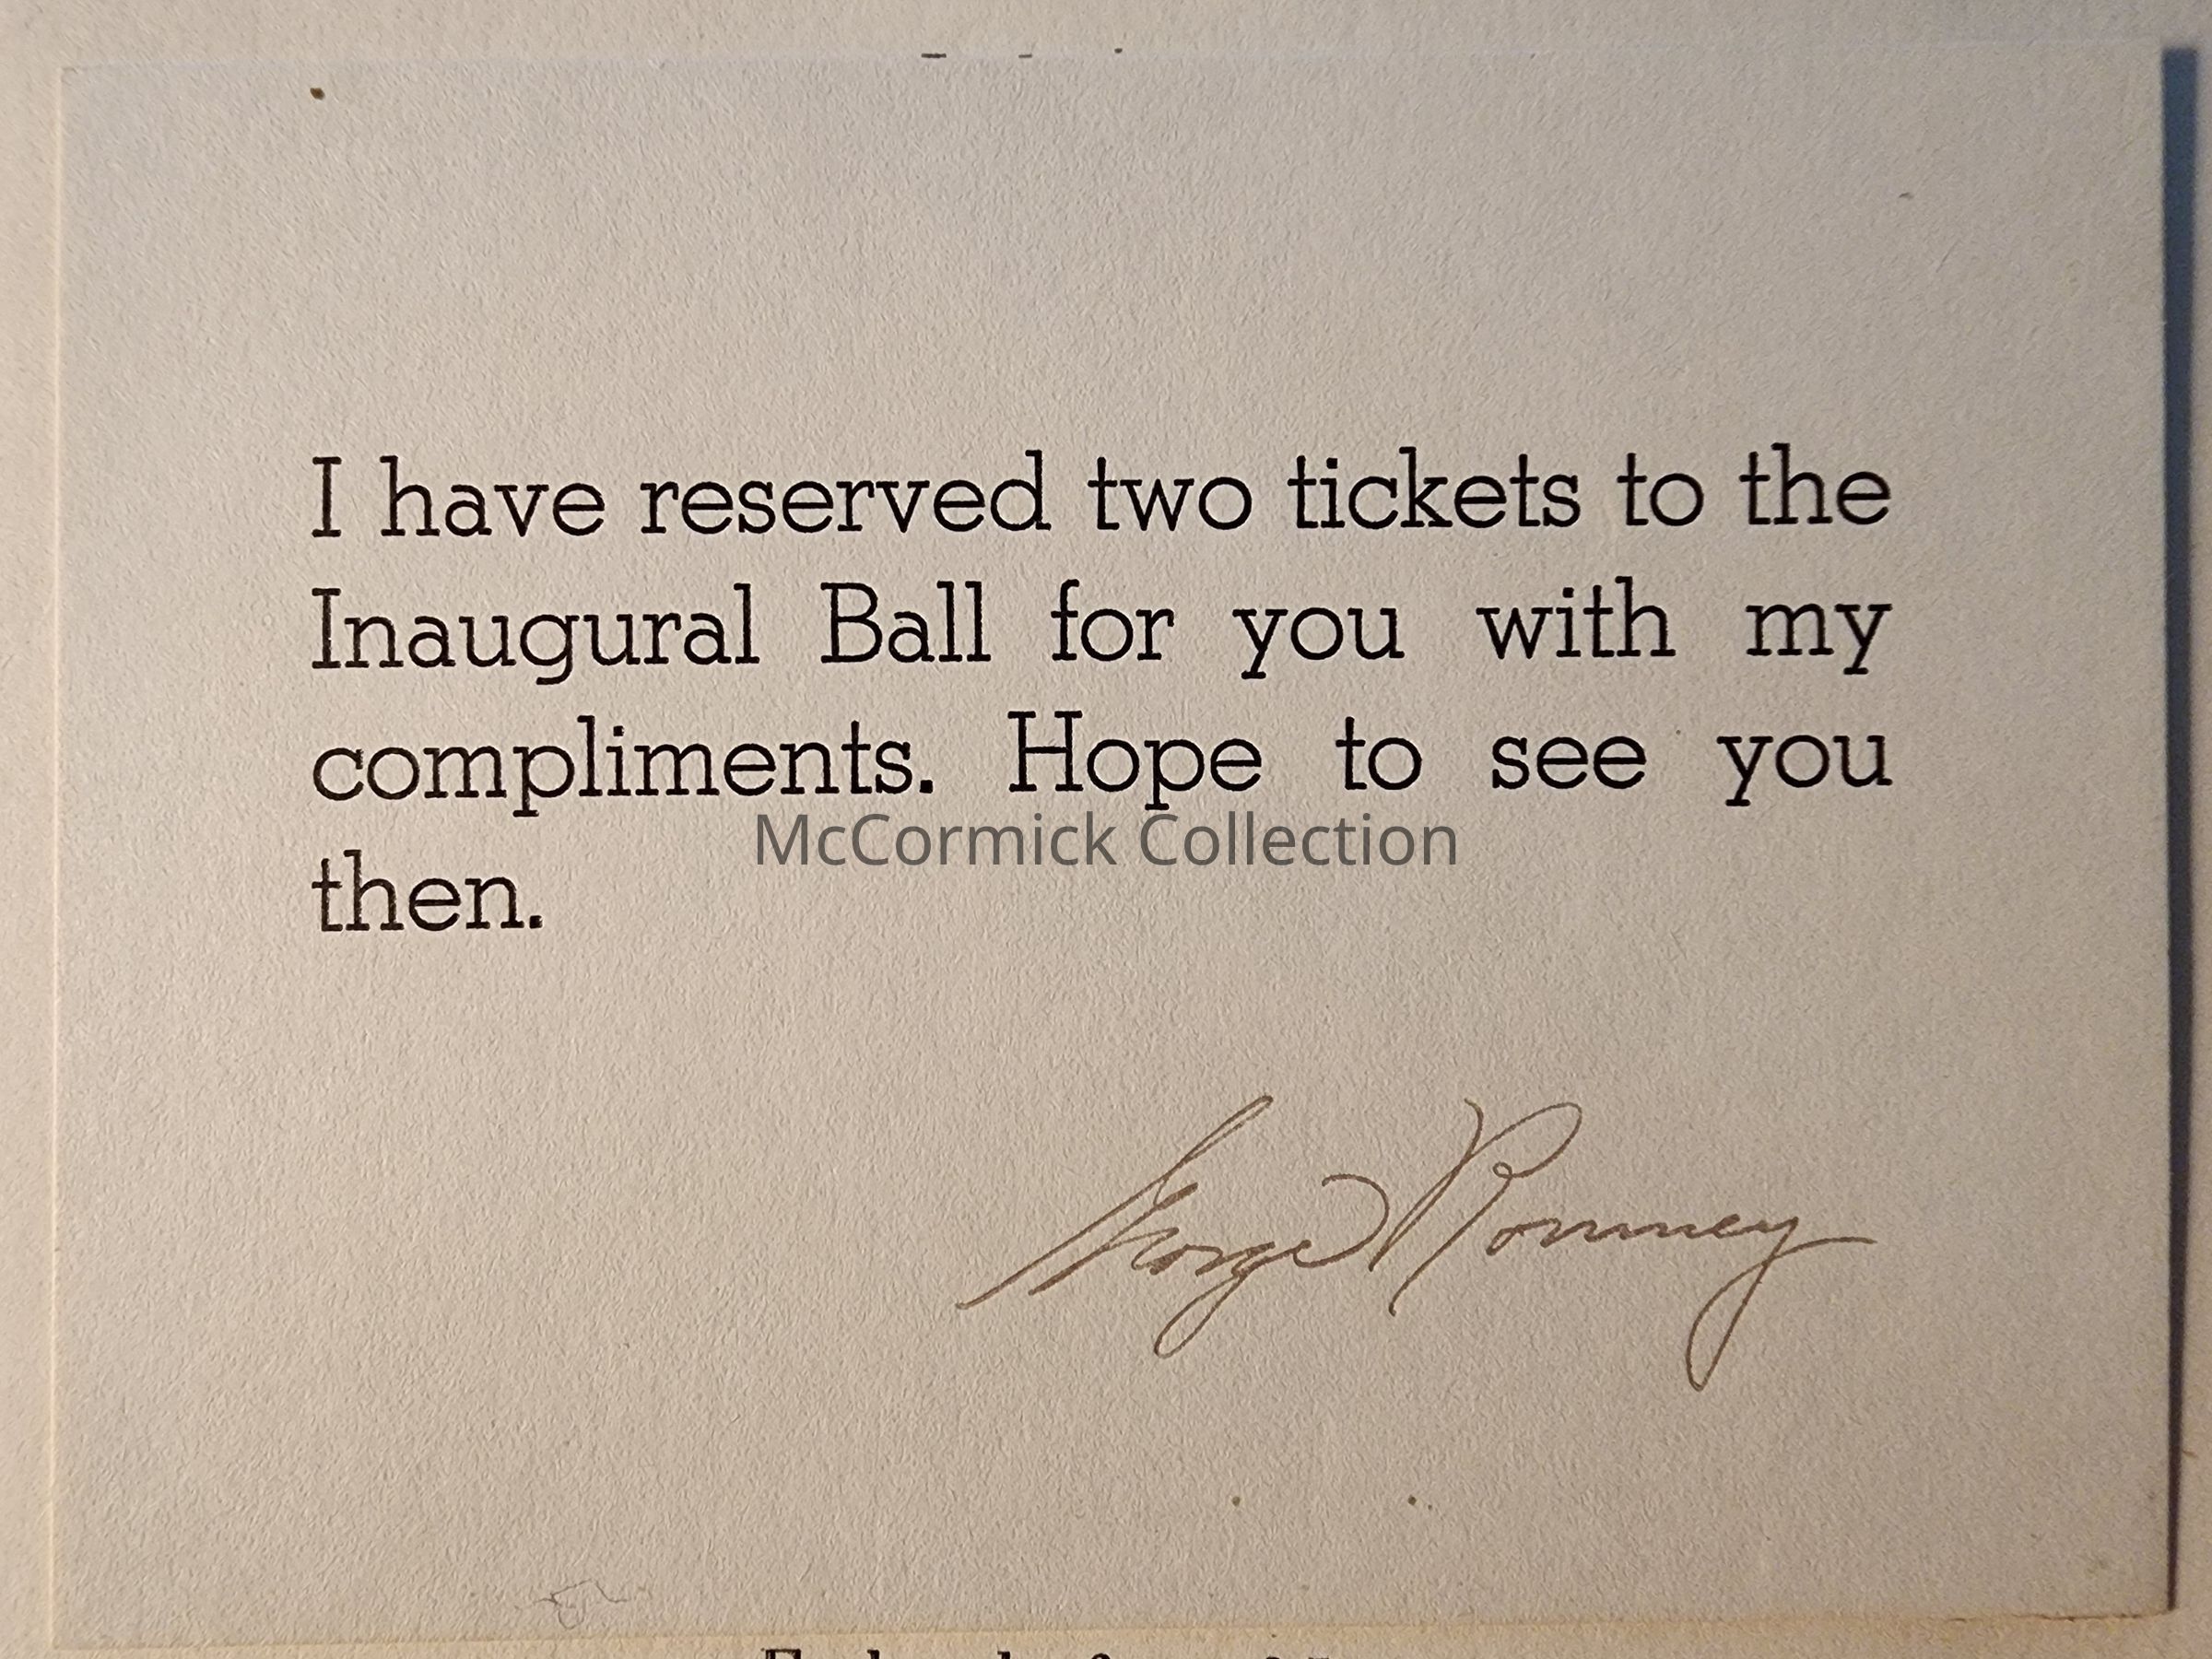 I have reserved two tickets to the
Inaugural Ball for you with my
compliments. Hope to see you
McCormick Collection
then.
George Romney